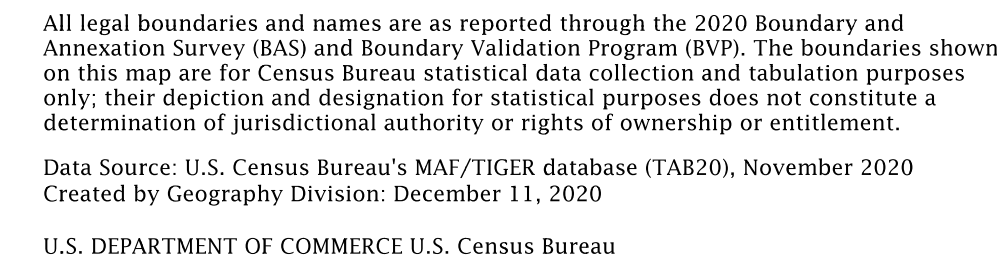 All legal boundaries and names are as reported through the 2020 Boundary and
Annexation Survey (BAS) and Boundary Validation Program (BVP). The boundaries shown
on this map are for Census Bureau statistical data collection and tabulation purposes
only; their depiction and designation for statistical purposes does not constitute a
determination of jurisdictional authority or rights of ownership or entitlement.
Data Source: U.S. Census Bureau's MAF/TIGER database (TAB20), November 2020
Created by Geography Division: December 11, 2020
U.S. DEPARTMENT OF COMMERCE U.S. Census Bureau